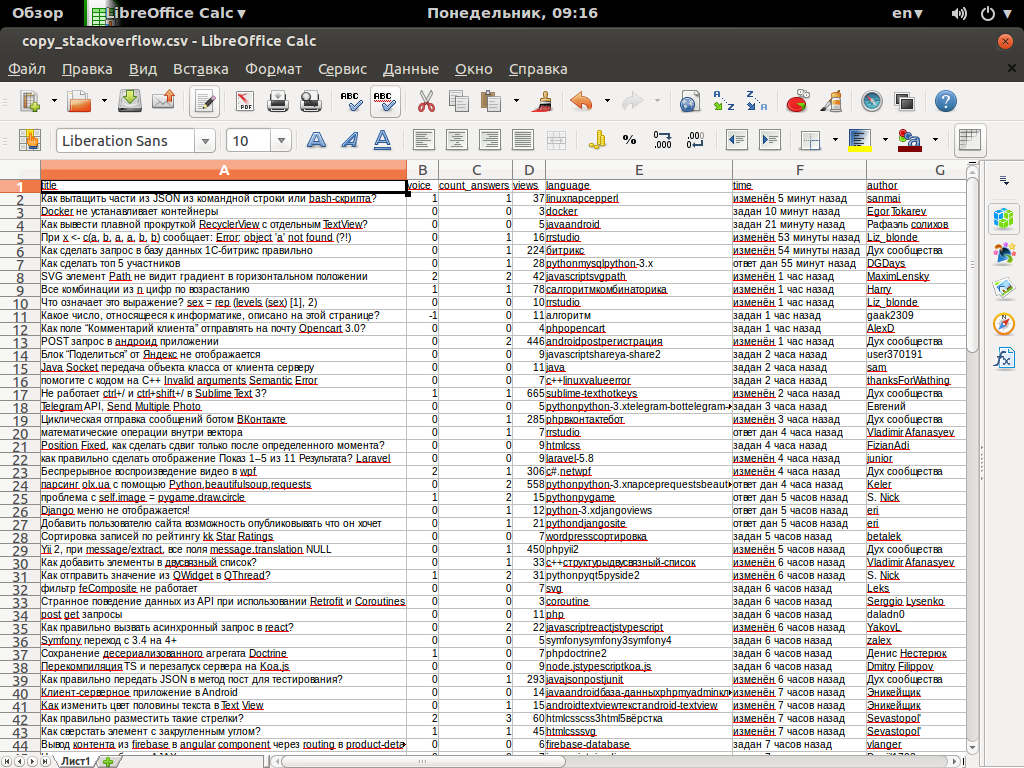 Обзор LibreOffice Calc ▾ Понедельник, 09:16 en▾
copy_stackoverflow.csv - LibreOffice Calc
Файл Правка Вид Вставка Формат Сервис Данные Окно Справка
Liberation Sans 10
A B C D E F G
1 title voice count_answers views language time author
2 Как вытащить части из JSON из командной строки или bash-скрипта? 1 1 37 linuxпарсерperl изменён 5 минут назад sanmai
3 Docker не устанавливает контейнеры 0 0 3 docker задан 10 минут назад Egor Tokarev
4 Как вывести плавной прокруткой RecyclerView с отдельным TextView? 0 0 5 javaandroid задан 21 минуту назад Рафаэль солихов
5 При x <- c(a, b, a, a, b, b) сообщает: Error: object 'a' not found (?!) 0 1 16 rrstudio изменён 53 минуты назад Liz_blonde
6 Как сделать запрос в базу данных 1С-битрикс правильно 0 1 224 битрикс изменён 54 минуты назад Дух сообщества
7 Как сделать топ 5 участников 0 1 28 pythonmysqlpython-3.x ответ дан 55 минут назад DGDays
8 SVG элемент Path не видит градиент в горизонтальном положении 2 2 42 javascriptsvgpath изменён 1 час назад MaximLensky
9 Все комбинации из n цифр по возрастанию 1 1 78 салгоритмкомбинаторика изменён 1 час назад Harry
10 Что означает это выражение? sex = rep (levels (sex) [1], 2) 0 0 10 rrstudio изменён 1 час назад Liz_blonde
11 Какое число, относящееся к информатике, описано на этой странице? -1 0 11 алгоритм задан 1 час назад gaak2309
12 Как поле “Комментарий клиента” отправлять на почту Opencart 3.0? 0 0 4 phpopencart задан 1 час назад AlexD
13 POST запрос в андроид приложении 0 2 446 androidpostрегистрация изменён 1 час назад Дух сообщества
14 Блок “Поделиться” от Яндекс не отображается 0 0 9 javascriptshareya-share2 задан 2 часа назад user370191
15 Java Socket передача объекта класса от клиента серверу 0 0 11 java задан 2 часа назад sam
16 помогите с кодом на C++ Invalid arguments Semantic Error 0 0 7 c++linuxvalueerror задан 2 часа назад thanksForWathing
17 Не работает ctrl+/ и ctrl+shift+/ в Sublime Text 3? 1 1 665 sublime-texthotkeys изменён 2 часа назад Дух сообщества
18 Telegram API, Send Multiple Photo 0 0 5 pythonpython-3.xtelegram-bottelegram- задан 3 часа назад Евгений
19 Циклическая отправка сообщений ботом ВКонтакте 0 1 285 phpвконтактебот изменён 3 часа назад Дух сообщества
20 математические операции внутри вектора 0 1 7 rrstudio ответ дан 4 часа назад Vladimir Afanasyev
21 Position Fixed, как сделать сдвиг только после определенного момента? 0 0 9 htmlcss задан 4 часа назад FizianAdi
22 как правильно сделать отображение Показ 1–5 из 11 Результата? Laravel 0 0 9 laravel-5.8 изменён 4 часа назад junior
23 Беспрерывное воспроизведение видео в wpf 2 1 306 c#.netwpf изменён 4 часа назад Дух сообщества
24 парсинг olx.ua с помощью Python,beautifulsoup,requests 0 2 558 pythonpython-3.xпарсерrequestsbeaut ответ дан 4 часа назад Keler
25 проблема с self.image = pygame.draw.circle 1 2 15 pythonpygame ответ дан 5 часов назад S. Nick
26 Django меню не отображается! 0 1 12 python-3.xdjangoviews ответ дан 5 часов назад eri
27 Добавить пользователю сайта возможность опубликовывать что он хочет 0 1 21 pythondjangosite ответ дан 5 часов назад eri
28 Сортировка записей по рейтингу kk Star Ratings 0 0 7 wordpressсортировка задан 5 часов назад betalek
29 Yii 2, при message/extract, все поля message.translation NULL 0 1 450 phpyii2 изменён 5 часов назад Дух сообщества
30 Как добавить элементы в двусвязный список? 0 1 33 c++структурыдвусвязный-список изменён 6 часов назад Vladimir Afanasyev
31 Как отправить значение из QWidget в QThread? 1 2 31 pythonpyqt5pyside2 изменён 6 часов назад S. Nick
32 фильтр feComposite не работает 0 0 7 svg задан 6 часов назад Leks
33 Странное поведение данных из API при использовании Retrofit и Coroutines 0 0 3 coroutine задан 6 часов назад Serggio Lysenko
34 post get запросы 0 0 11 php задан 6 часов назад daladn0
35 Как правильно вызвать асинхронный запрос в react? 0 2 22 javascriptreactjstypescript изменён 6 часов назад YakovL
36 Symfony переход с 3.4 на 4+ 0 0 5 symfonysymfony3symfony4 задан 6 часов назад zalex
37 Сохранение десериализованного агрегата Doctrine 1 0 7 phpdoctrine2 задан 6 часов назад Денис Нестерюк
38 Перекомпиляция TS и перезапуск сервера на Koa.js 0 0 9 node.jstypescriptkoa.js задан 6 часов назад Dmitry Filippov
39 Как правильно передать JSON в метод пост для тестирования? 0 1 293 javajsonpostjunit изменён 6 часов назад Дух сообщества
40 Клиент-серверное приложение в Android 0 0 14 javaandroidбаза-данныхphpmyadminкл изменён 7 часов назад Эникейщик
41 Как изменить цвет половины текста в Text View 0 1 15 androidtextviewтекстandroid-textview изменён 7 часов назад Эникейщик
42 Как правильно разместить такие стрелки? 2 3 60 htmlcsscss3html5вёрстка изменён 7 часов назад Sevastopol'
43 Как сверстать элемент с закругленным углом? 1 1 45 htmlcsssvg изменён 7 часов назад Sevastopol'
44 Вывод контента из firebase в angular component через routing в product-deta 0 0 6 firebase-database задан 7 часов назад vlanger
Лист1